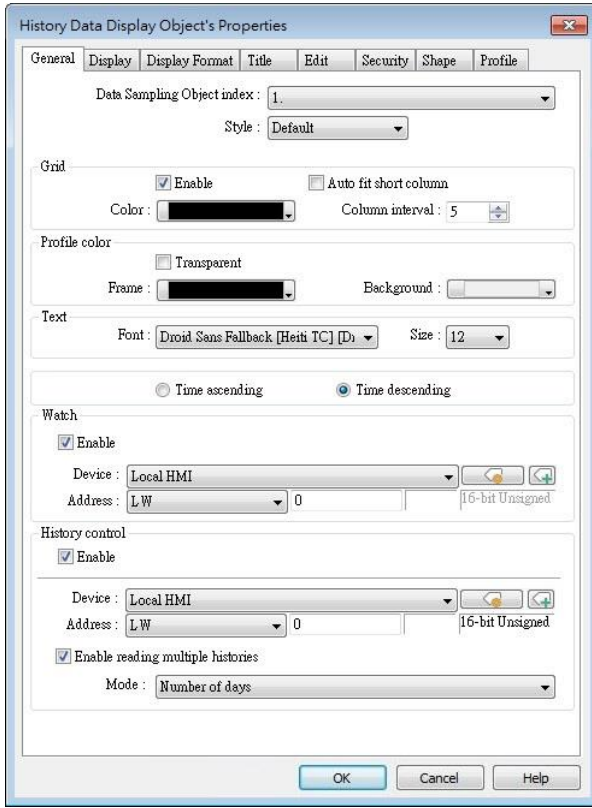 History Data Display Object's Properties
General Display Display Format Title Edit Security Shape Profile
Data Sampling Object index : 1.
Style : Default
Grid
Enable Auto fit short column
Color : Column interval : 5
Profile color
Transparent
Frame : Background :
Text
Font : Droid Sans Fallback [Heiti TC] [D Size : 12
Time ascending Time descending
Watch
Enable
Device : Local HMI
Address : LW 0 16-bit Unsigned
History control
Enable
Device : Local HMI
Address : LW 0 16-bit Unsigned
Enable reading multiple histories
Mode : Number of days
OK Cancel Help